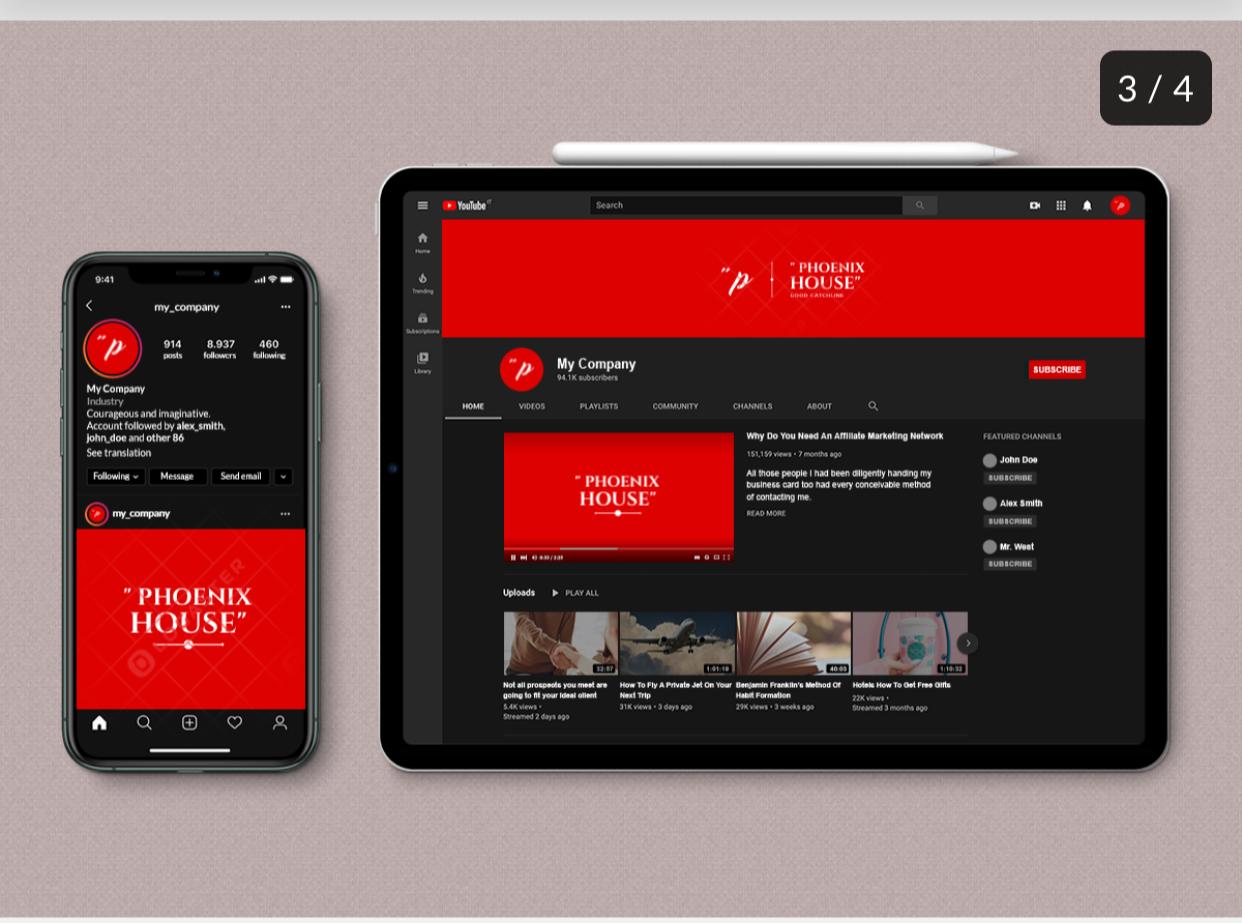 3 / 4
9:41
my_company
914
posts
8.937
followers
460
following
"p
My Company
Industry
Courageous and imaginative.
Account followed by alex_smith,
john_doe and other 86
See translation
Following
Message
Send email
my_company
" PHOENIX
HOUSE"
YouTube
Search
Home
Trending
Subscriptions
Library
"p
" PHOENIX
HOUSE"
"p
My Company
94.1K subscribers
SUBSCRIBE
HOME
VIDEOS
PLAYLISTS
COMMUNITY
CHANNELS
ABOUT
" PHOENIX
HOUSE"
Why Do You Need An Affiliate Marketing Network
151,159 views • 7 months ago
All those people I had been diligently handing my
business card too had every conceivable method
of contacting me.
READ MORE
FEATURED CHANNELS
John Doe
SUBSCRIBE
Alex Smith
SUBSCRIBE
Mr. West
SUBSCRIBE
Uploads
PLAY ALL
32:57
Not all prospects you meet are
going to fit your ideal client
5.4K views •
Streamed 2 days ago
1:01:19
How To Fly A Private Jet On Your
Next Trip
31K views • 3 days ago
40:03
Benjamin Franklin's Method Of
Habit Formation
29K views • 3 weeks ago
1:10:32
Hotels How To Get Free Gifts
22K views •
Streamed 3 months ago